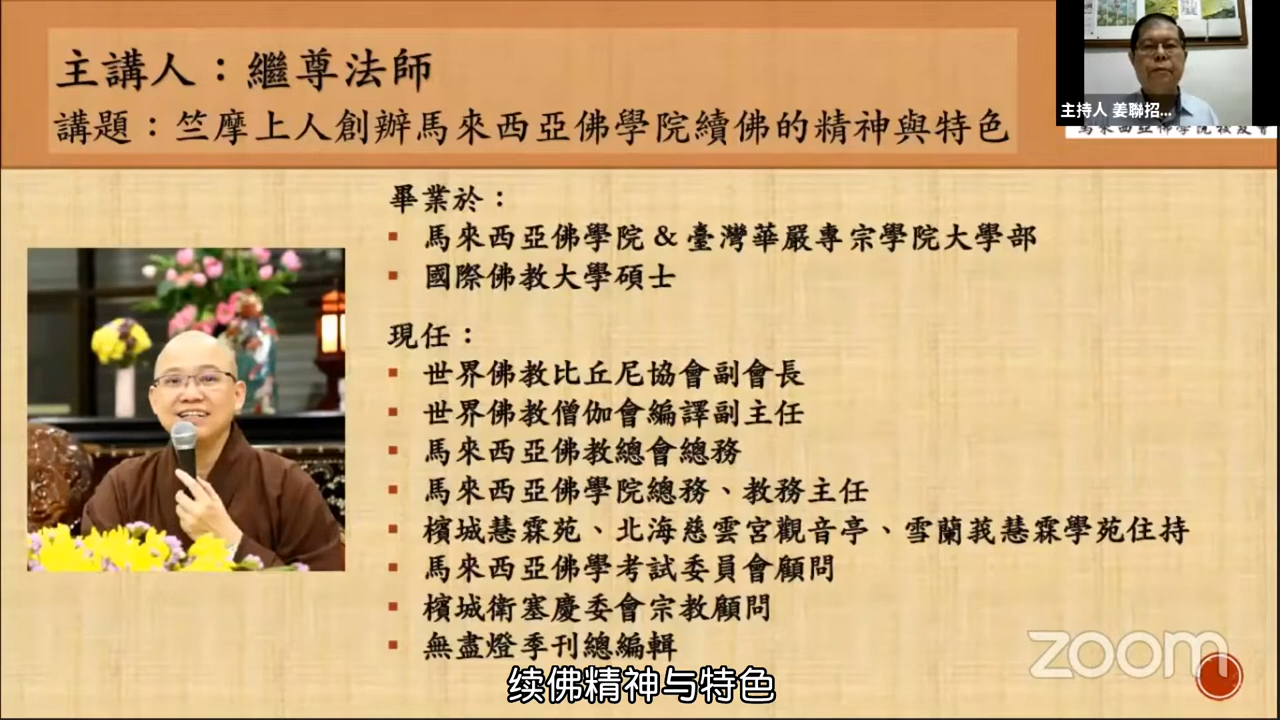 主講人：繼尊法師
講題：竺摩上人創辦馬來西亞佛學院續佛的精神與特色
主持人 姜聯招...
畢業於：
馬來西亞佛學院 & 臺灣華嚴專宗學院大學部
國際佛教大學碩士
現任：
世界佛教比丘尼協會副會長
世界佛教僧伽會編譯副主任
馬來西亞佛教總會總務
馬來西亞佛學院總務、教務主任
檳城慧霖苑、北海慈雲宮觀音亭、雪蘭莪慧霖學苑住持
馬來西亞佛學考試委員會顧問
檳城衛塞慶委會宗教顧問
無盡燈季刊總編輯
zoom
续佛精神与特色